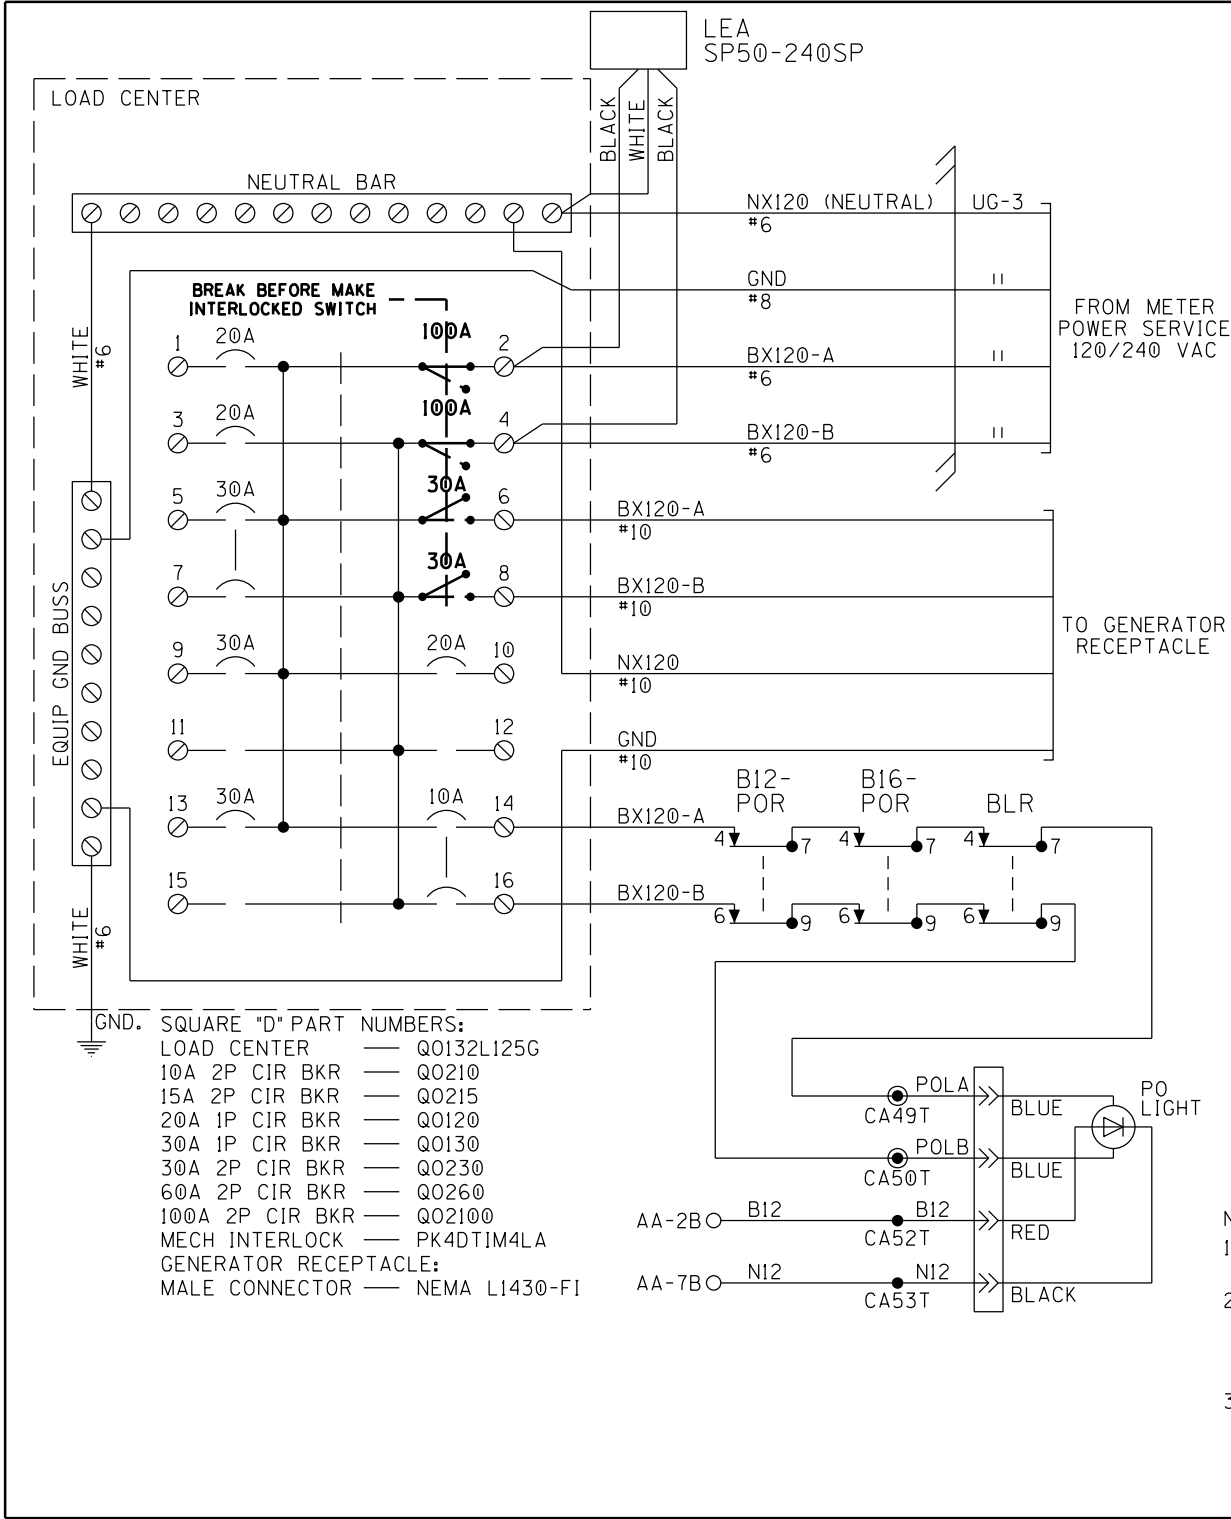 LEA
SP50-240SP
LOAD CENTER
BLACK
WHITE
BLACK
NEUTRAL BAR
NX120 (NEUTRAL)
#6
UG-3
GND
#8
"
BX120-A
#6
"
BX120-B
#6
"
FROM METER
POWER SERVICE
120/240 VAC
BREAK BEFORE MAKE
INTERLOCKED SWITCH
WHITE
#6
1
20A
100A
2
3
20A
100A
4
5
30A
30A
6
BX120-A
#10
7
30A
8
BX120-B
#10
9
30A
20A
10
NX120
#10
11
12
GND
#10
TO GENERATOR
RECEPTACLE
13
30A
10A
14
BX120-A
15
16
BX120-B
EQUIP GND BUSS
WHITE
#6
GND.
B12-
POR
B16-
POR
BLR
4
7
4
7
4
7
6
9
6
9
6
9
SQUARE "D" PART NUMBERS:
LOAD CENTER — QO132L125G
10A 2P CIR BKR — QO210
15A 2P CIR BKR — QO215
20A 1P CIR BKR — QO120
30A 1P CIR BKR — QO130
30A 2P CIR BKR — QO230
60A 2P CIR BKR — QO260
100A 2P CIR BKR — QO2100
MECH INTERLOCK — PK4DTIM4LA
GENERATOR RECEPTACLE:
MALE CONNECTOR — NEMA L1430-FI
POLA
CA49T
BLUE
PO
LIGHT
POLB
CA50T
BLUE
AA-2B
B12
B12
CA52T
RED
AA-7B
N12
N12
CA53T
BLACK
N
1
2
3